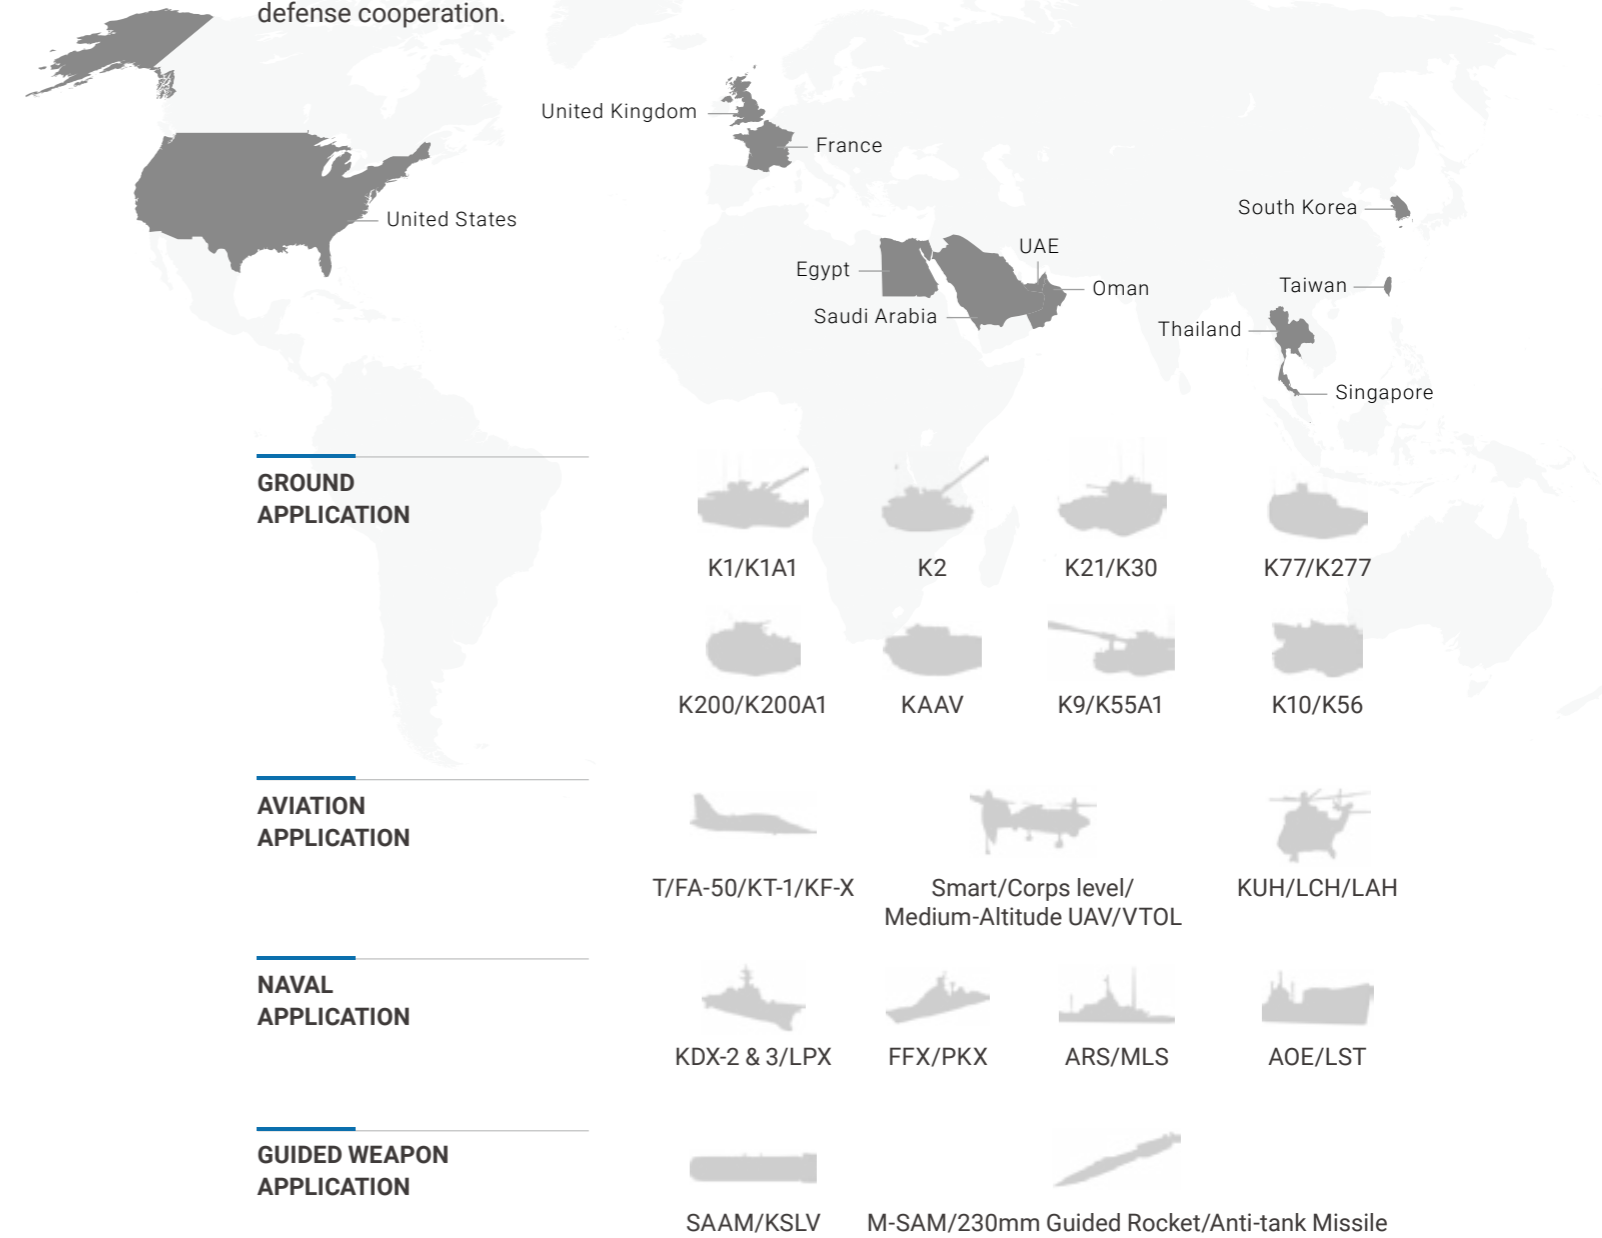 defense cooperation.
United Kingdom
France
United States
South Korea
UAE
Egypt
Oman
Taiwan
Saudi Arabia
Thailand
Singapore
GROUND
APPLICATION
K1/K1A1
K2
K21/K30
K77/K277
K200/K200A1
KAAV
K9/K55A1
K10/K56
AVIATION
APPLICATION
T/FA-50/KT-1/KF-X
Smart/Corps level/
Medium-Altitude UAV/VTOL
KUH/LCH/LAH
NAVAL
APPLICATION
KDX-2 & 3/LPX
FFX/PKX
ARS/MLS
AOE/LST
GUIDED WEAPON
APPLICATION
SAAM/KSLV
M-SAM/230mm Guided Rocket/Anti-tank Missile